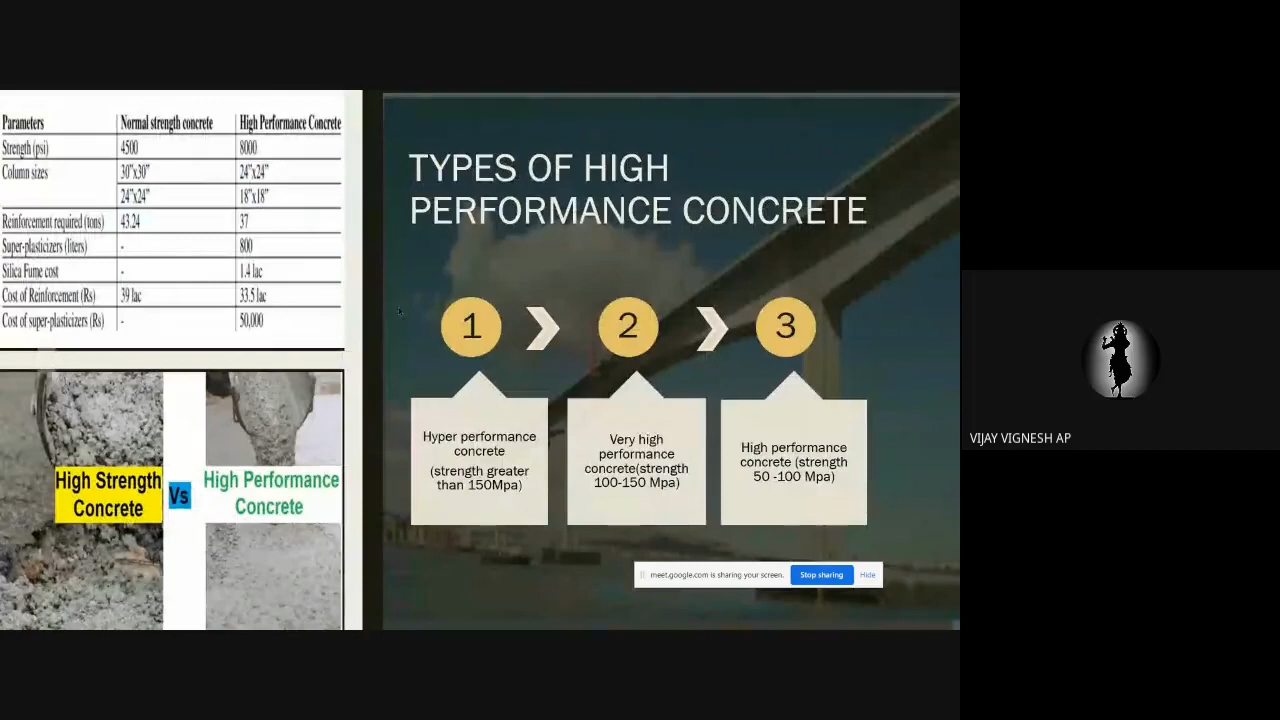 Parameters Normal strength concrete High Performance Concrete
Strength (psi) 4500 8000
Column sizes 30"x30" 24"x24"
24"x24" 18"x18"
Reinforcement required (tons) 43.24 37
Super-plasticizers (liters) - 800
Silica Fume cost - 1.4 lac
Cost of Reinforcement (Rs) 39 lac 33.5 lac
Cost of super-plasticizers (Rs) - 50,000
High Strength
Concrete
Vs
High Performance
Concrete
TYPES OF HIGH
PERFORMANCE CONCRETE
1
2
3
Hyper performance
concrete
(strength greater
than 150Mpa)
Very high
performance
concrete(strength
100-150 Mpa)
High performance
concrete (strength
50 -100 Mpa)
meet.google.com is sharing your screen. Stop sharing Hide
VIJAY VIGNESH AP